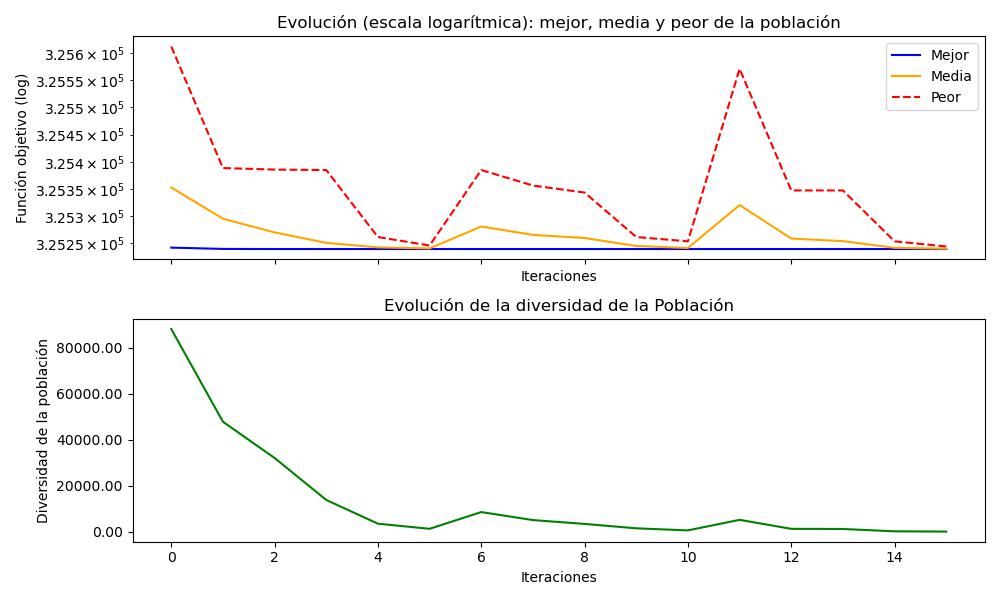 Evolución (escala logarítmica): mejor, media y peor de la población
Función objetivo (log)
3.256 × 10⁵
3.2555 × 10⁵
3.255 × 10⁵
3.2545 × 10⁵
3.254 × 10⁵
3.2535 × 10⁵
3.253 × 10⁵
3.2525 × 10⁵
Mejor
Media
Peor
Iteraciones
Evolución de la diversidad de la Población
Diversidad de la población
80000.00
60000.00
40000.00
20000.00
0.00
0 2 4 6 8 10 12 14
Iteraciones